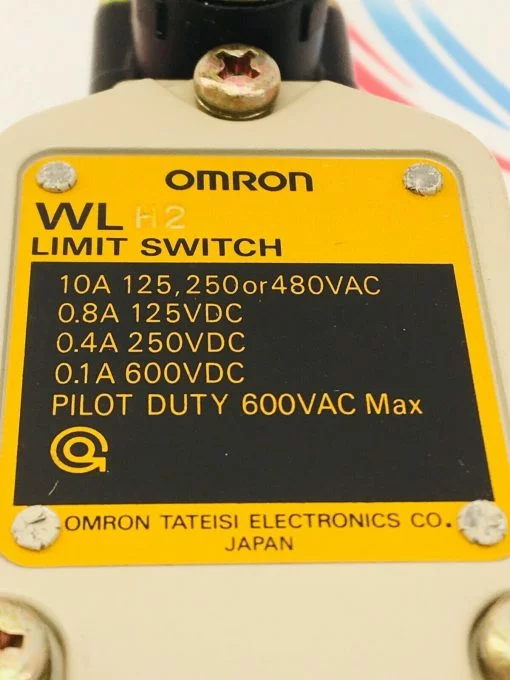 OMRON
WL H2
LIMIT SWITCH
10A 125,250or480VAC
0.8A 125VDC
0.4A 250VDC
0.1A 600VDC
PILOT DUTY 600VAC Max
OMRON TATEISI ELECTRONICS CO.
JAPAN